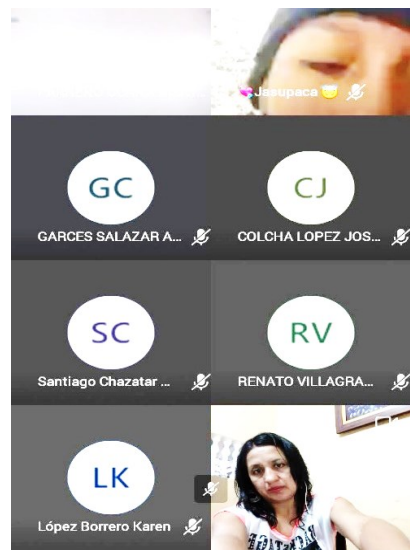 💝Jasupaca😇
GC
CJ
GARCES SALAZAR A...
COLCHA LOPEZ JOS...
SC
RV
Santiago Chazatar ...
RENATO VILLAGRA...
LK
López Borrero Karen